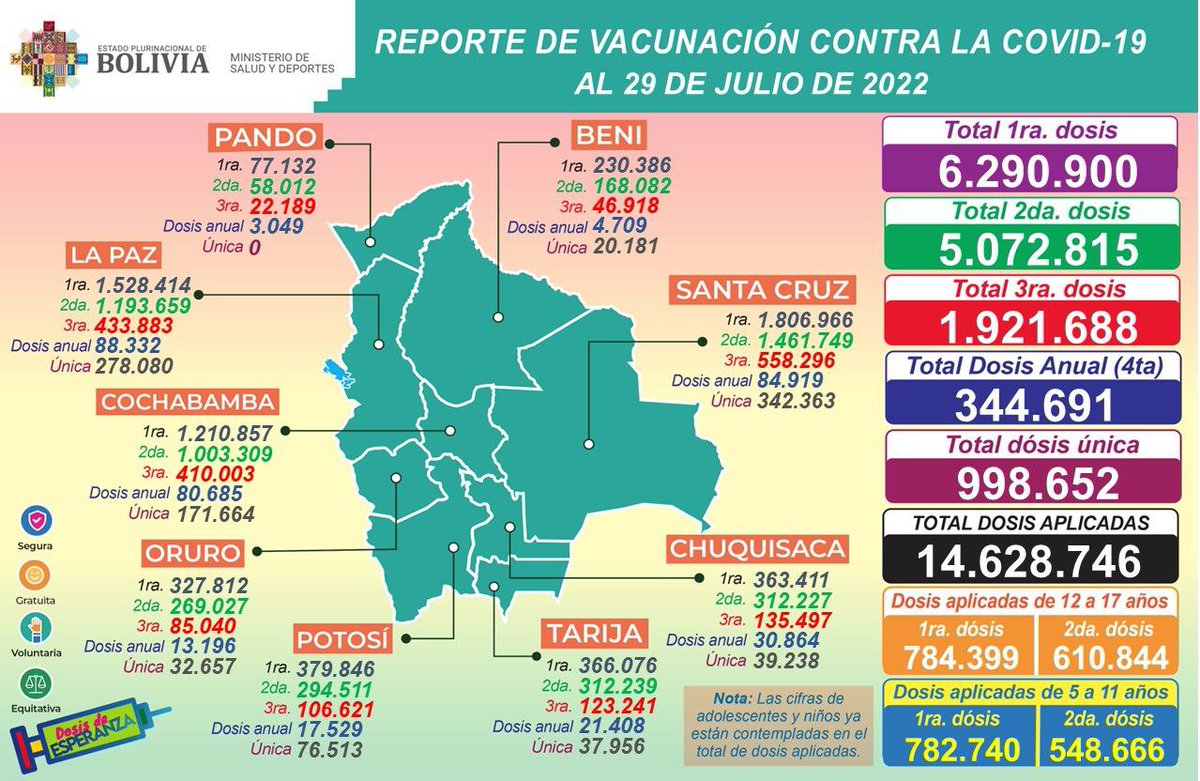 ESTADO PLURINACIONAL DE
BOLIVIA
MINISTERIO DE
SALUD Y DEPORTES
REPORTE DE VACUNACIÓN CONTRA LA COVID-19
AL 29 DE JULIO DE 2022
PANDO
1ra. 77.132
2da. 58.012
3ra. 22.189
Dosis anual 3.049
Única 0
BENI
1ra. 230.386
2da. 168.082
3ra. 46.918
Dosis anual 4.709
Única 20.181
LA PAZ
1ra. 1.528.414
2da. 1.193.659
3ra. 433.883
Dosis anual 88.332
Única 278.080
SANTA CRUZ
1ra. 1.806.966
2da. 1.461.749
3ra. 558.296
Dosis anual 84.919
Única 342.363
COCHABAMBA
1ra. 1.210.857
2da. 1.003.309
3ra. 410.003
Dosis anual 80.685
Única 171.664
ORURO
1ra. 327.812
2da. 269.027
3ra. 85.040
Dosis anual 13.196
Única 32.657
CHUQUISACA
1ra. 363.411
2da. 312.227
3ra. 135.497
Dosis anual 30.864
Única 39.238
POTOSÍ
1ra. 379.846
2da. 294.511
3ra. 106.621
Dosis anual 17.529
Única 76.513
TARIJA
1ra. 366.076
2da. 312.239
3ra. 123.241
Dosis anual 21.408
Única 37.956
Segura
Gratuita
Voluntaria
Equitativa
Dosis de
ESPERANZA
Nota: Las cifras de
adolescentes y niños ya
están contempladas en el
total de dosis aplicadas.
Total 1ra. dosis
6.290.900
Total 2da. dosis
5.072.815
Total 3ra. dosis
1.921.688
Total Dosis Anual (4ta)
344.691
Total dósis única
998.652
TOTAL DOSIS APLICADAS
14.628.746
Dosis aplicadas de 12 a 17 años
1ra. dósis 2da. dósis
784.399 610.844
Dosis aplicadas de 5 a 11 años
1ra. dósis 2da. dósis
782.740 548.666